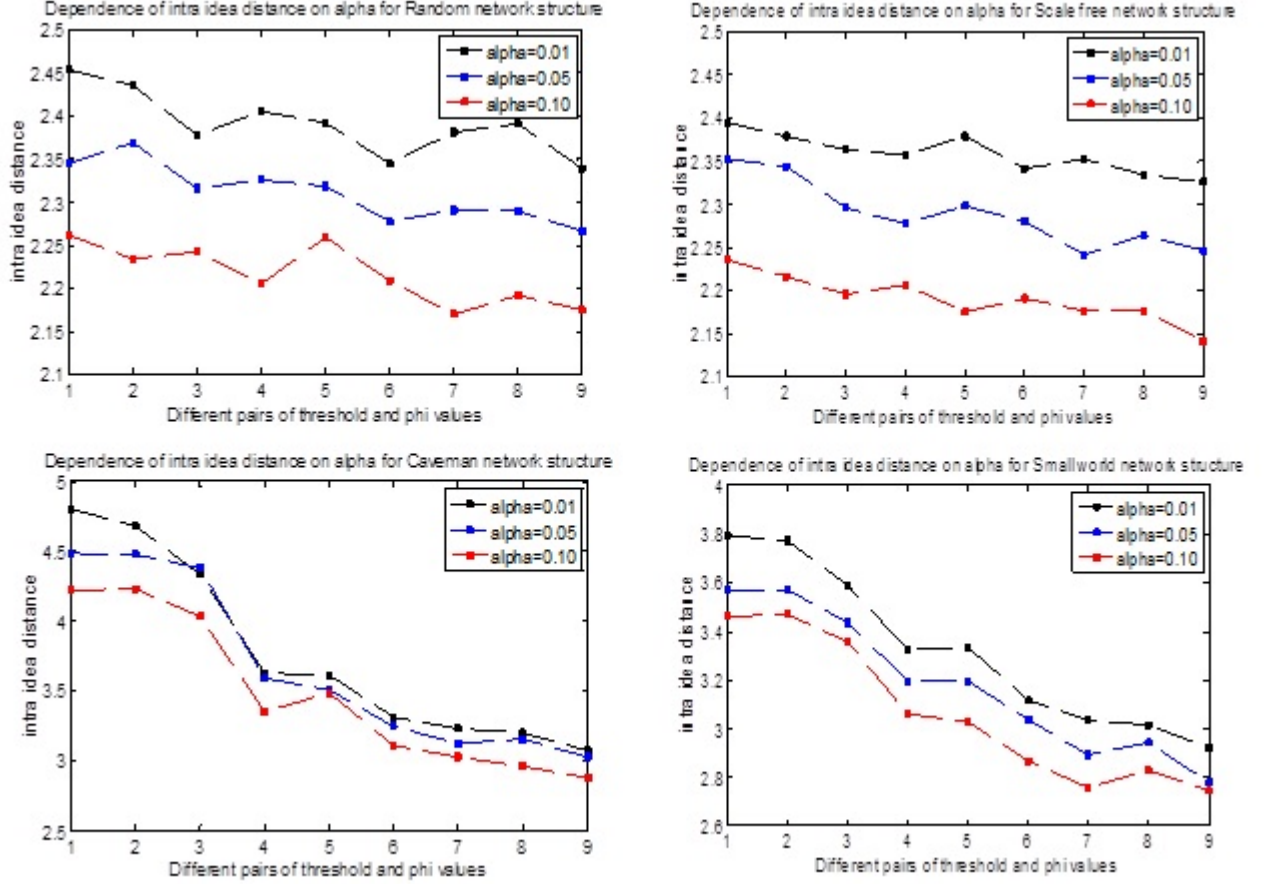 Dependence of intra idea distance on alpha for Random network structure
2.5
2.45
2.4
2.35
2.3
2.25
2.2
2.15
2.1
intra idea distance
alpha=0.01
alpha=0.05
alpha=0.10
1 2 3 4 5 6 7 8 9
Different pairs of threshold and phi values
Dependence of intra idea distance on alpha for Scale free network structure
2.5
2.45
2.4
2.35
2.3
2.25
2.2
2.15
2.1
intra idea distance
alpha=0.01
alpha=0.05
alpha=0.10
1 2 3 4 5 6 7 8 9
Different pairs of threshold and phi values
Dependence of intra idea distance on alpha for Caveman network structure
5
4.5
4
3.5
3
2.5
intra idea distance
alpha=0.01
alpha=0.05
alpha=0.10
1 2 3 4 5 6 7 8 9
Different pairs of threshold and phi values
Dependence of intra idea distance on alpha for Small world network structure
4
3.8
3.6
3.4
3.2
3
2.8
2.6
intra idea distance
alpha=0.01
alpha=0.05
alpha=0.10
1 2 3 4 5 6 7 8 9
Different pairs of threshold and phi values